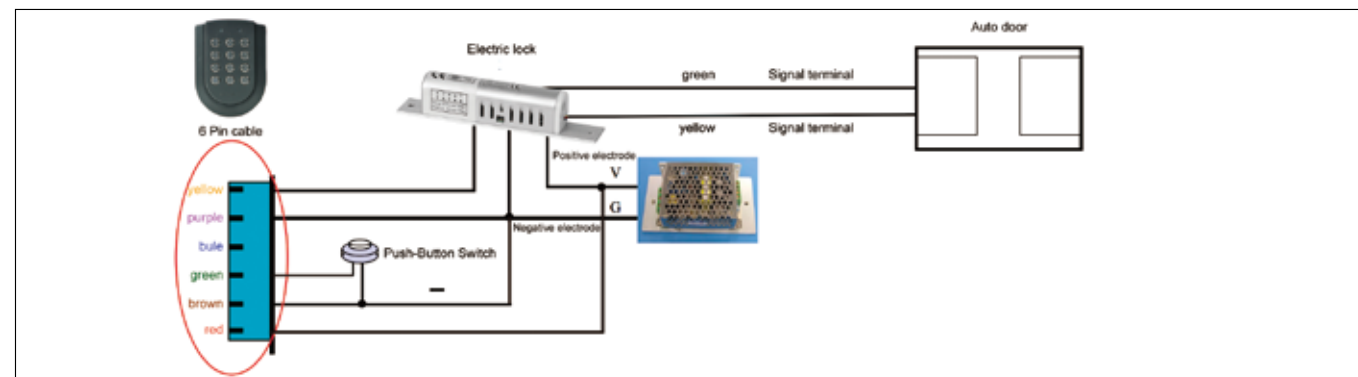 Auto door
Electric lock
green Signal terminal
6 Pin cable
yellow Signal terminal
Positive electrode
V
yellow
G
purple
Negative electrode
bule
Push-Button Switch
green
brown
red